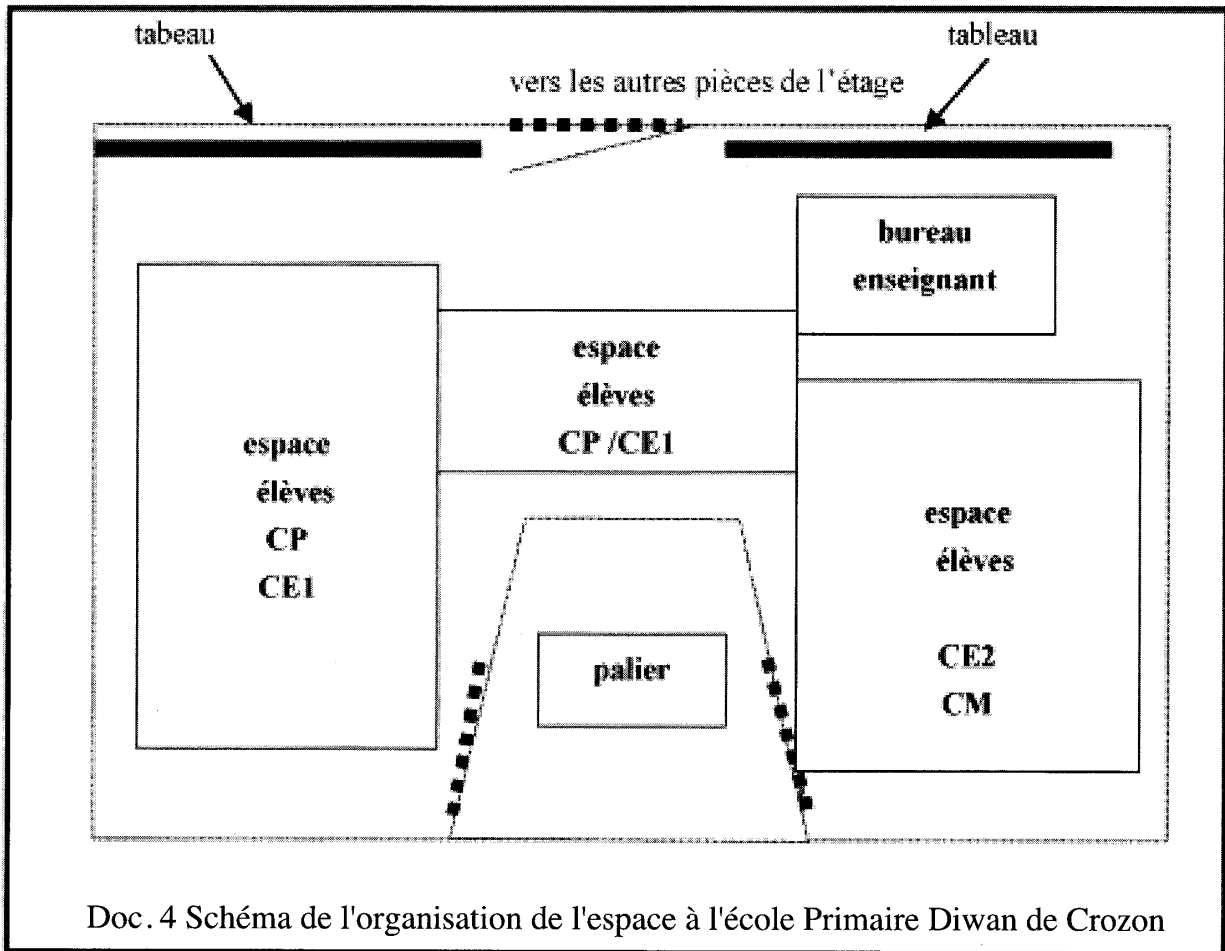 tabeau
tableau
vers les autres pièces de l'étage
bureau
enseignant
espace
élèves
CP /CE1
espace
élèves
CP
CE1
espace
élèves
CE2
CM
palier
Doc. 4 Schéma de l'organisation de l'espace à l'école Primaire Diwan de Crozon